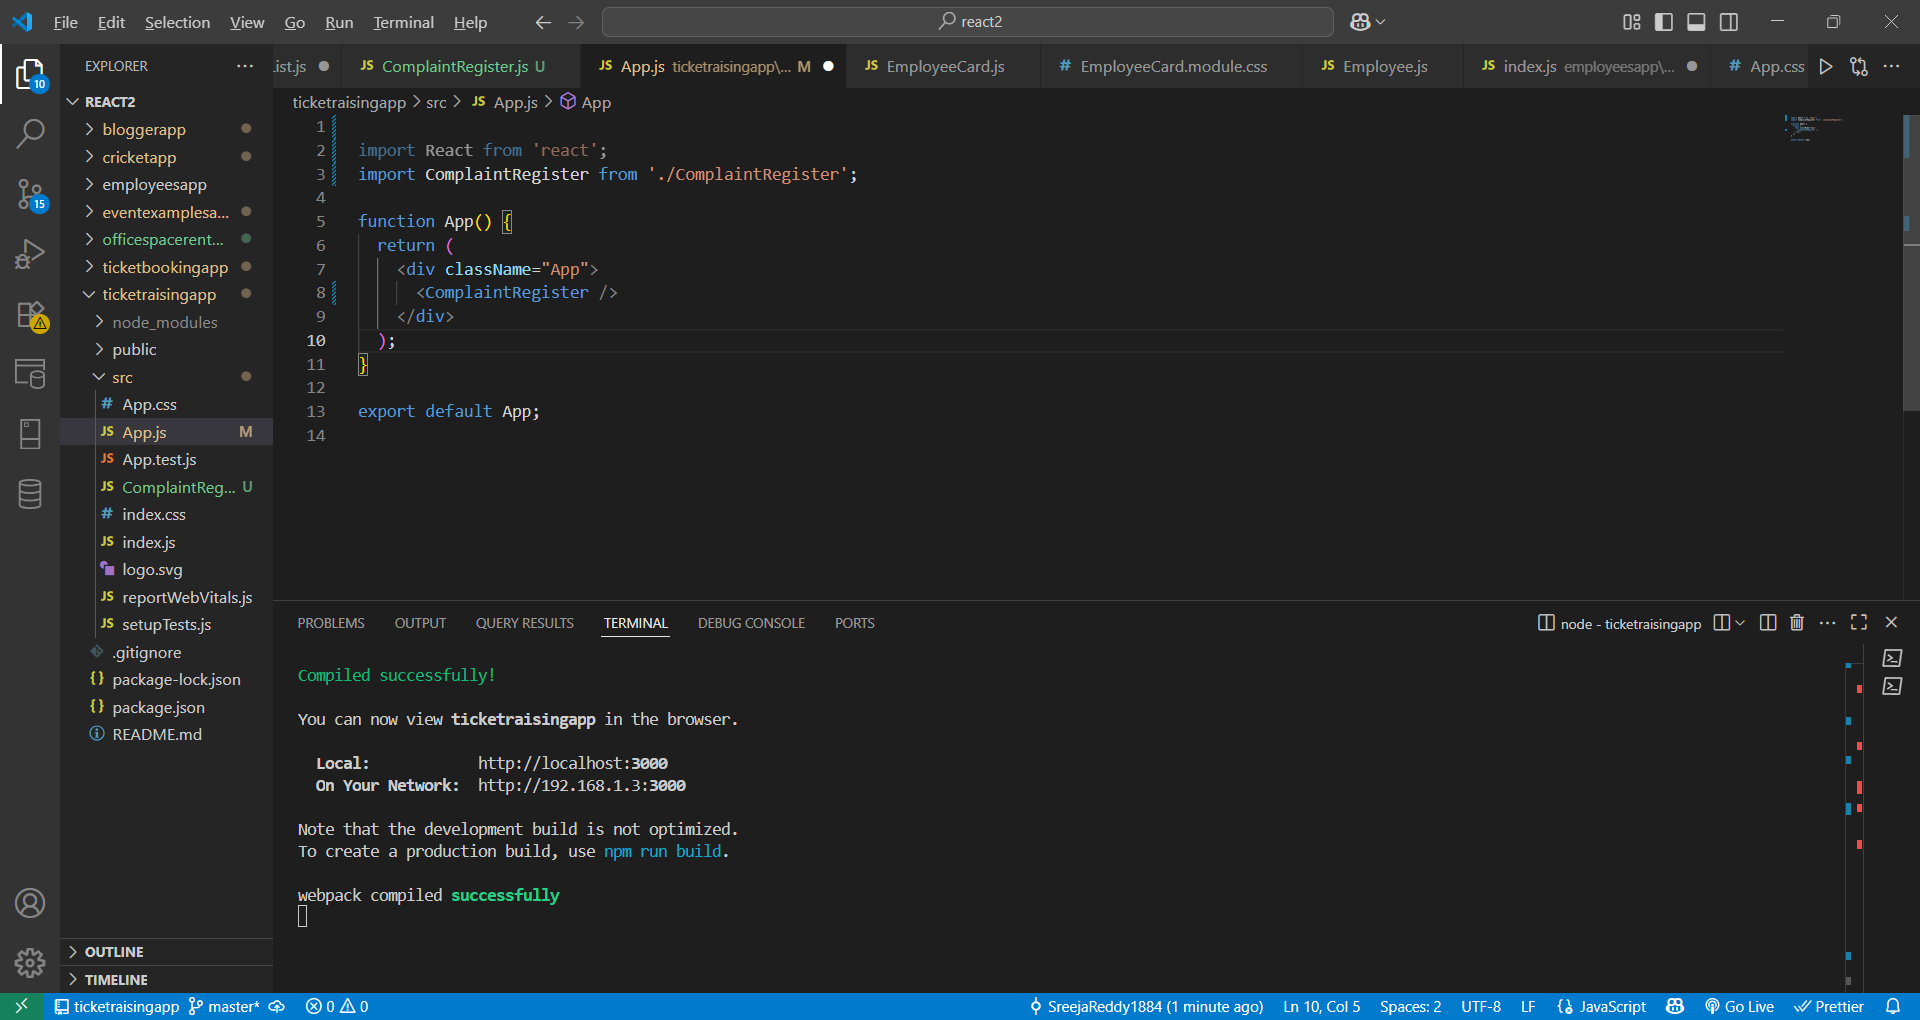 File Edit Selection View Go Run Terminal Help
react2
EXPLORER
REACT2
bloggerapp
cricketapp
employeesapp
eventexamplesa...
officespacerent...
ticketbookingapp
ticketraisingapp
node_modules
public
src
App.css
App.js M
App.test.js
ComplaintReg... U
index.css
index.js
logo.svg
reportWebVitals.js
setupTests.js
.gitignore
package-lock.json
package.json
README.md
OUTLINE
TIMELINE
10
15
ist.js
JS ComplaintRegister.js U
JS App.js ticketraisingapp\... M
JS EmployeeCard.js
# EmployeeCard.module.css
JS Employee.js
JS index.js employeesapp\...
# App.css
ticketraisingapp > src > JS App.js > App
1
2 import React from 'react';
3 import ComplaintRegister from './ComplaintRegister';
4
5 function App() {
6 return (
7 <div className="App">
8 <ComplaintRegister />
9 </div>
10 );
11 }
12
13 export default App;
14
PROBLEMS OUTPUT QUERY RESULTS TERMINAL DEBUG CONSOLE PORTS
node - ticketraisingapp
Compiled successfully!
You can now view ticketraisingapp in the browser.
Local: http://localhost:3000
On Your Network: http://192.168.1.3:3000
Note that the development build is not optimized.
To create a production build, use npm run build.
webpack compiled successfully
ticketraisingapp master* 0 0
SreejaReddy1884 (1 minute ago) Ln 10, Col 5 Spaces: 2 UTF-8 LF {} JavaScript Go Live Prettier